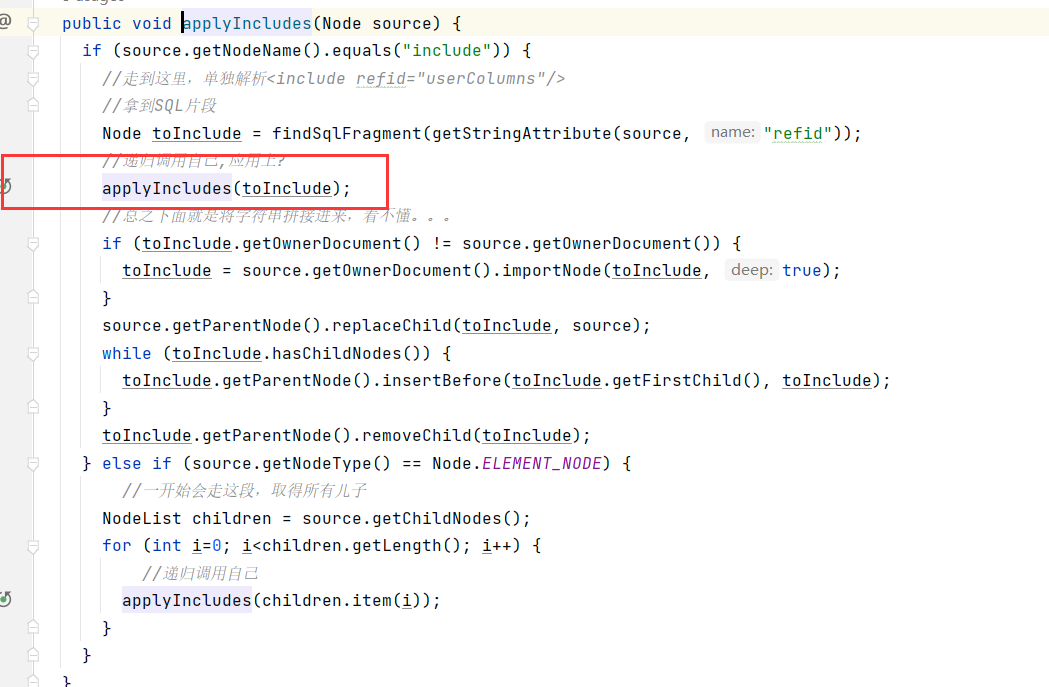 @
public void applyIncludes(Node source) {
if (source.getNodeName().equals("include")) {
//走到这里，单独解析<include refid="userColumns"/>
//拿到SQL片段
Node toInclude = findSqlFragment(getStringAttribute(source, name: "refid"));
//递归调用自己,应用上?
applyIncludes(toInclude);
//总之下面就是将字符串拼接进来，看不懂。。。
if (toInclude.getOwnerDocument() != source.getOwnerDocument()) {
toInclude = source.getOwnerDocument().importNode(toInclude, deep: true);
}
source.getParentNode().replaceChild(toInclude, source);
while (toInclude.hasChildNodes()) {
toInclude.getParentNode().insertBefore(toInclude.getFirstChild(), toInclude);
}
toInclude.getParentNode().removeChild(toInclude);
} else if (source.getNodeType() == Node.ELEMENT_NODE) {
//一开始会走这段，取得所有儿子
NodeList children = source.getChildNodes();
for (int i=0; i<children.getLength(); i++) {
//递归调用自己
applyIncludes(children.item(i));
}
}
}